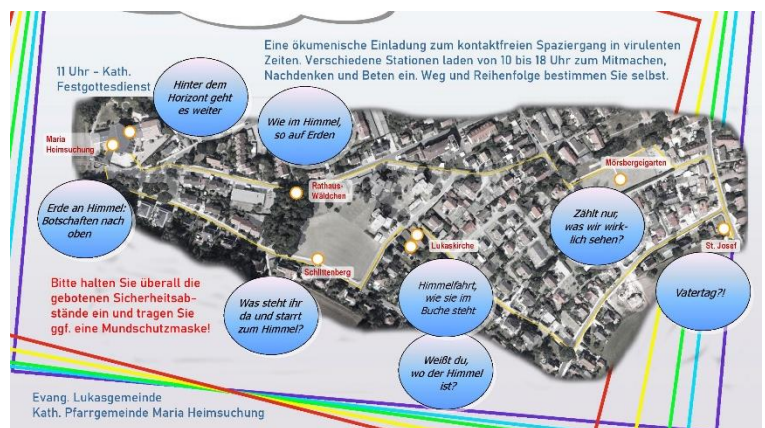 Eine ökumenische Einladung zum kontaktfreien Spaziergang in virulenten
Zeiten. Verschiedene Stationen laden von 10 bis 18 Uhr zum Mitmachen,
Nachdenken und Beten ein. Weg und Reihenfolge bestimmen Sie selbst.
11 Uhr – Kath.
Festgottesdienst
Hinter dem
Horizont geht
es weiter
Wie im Himmel,
so auf Erden
Maria
Heimsuchung
Mörsbergeigarten
Rathaus-
Wäldchen
Erde an Himmel:
Botschaften nach
oben
Zählt nur,
was wir wirk-
lich sehen?
Lukaskirche
St. Josef
Schlittenberg
Bitte halten Sie überall die
gebotenen Sicherheitsab-
stände ein und tragen Sie
ggf. eine Mundschutzmaske!
Was steht ihr
da und starrt
zum Himmel?
Himmelfahrt,
wie sie im
Buche steht
Vatertag?!
Weißt du,
wo der Himmel
ist?
Evang. Lukasgemeinde
Kath. Pfarrgemeinde Maria Heimsuchung